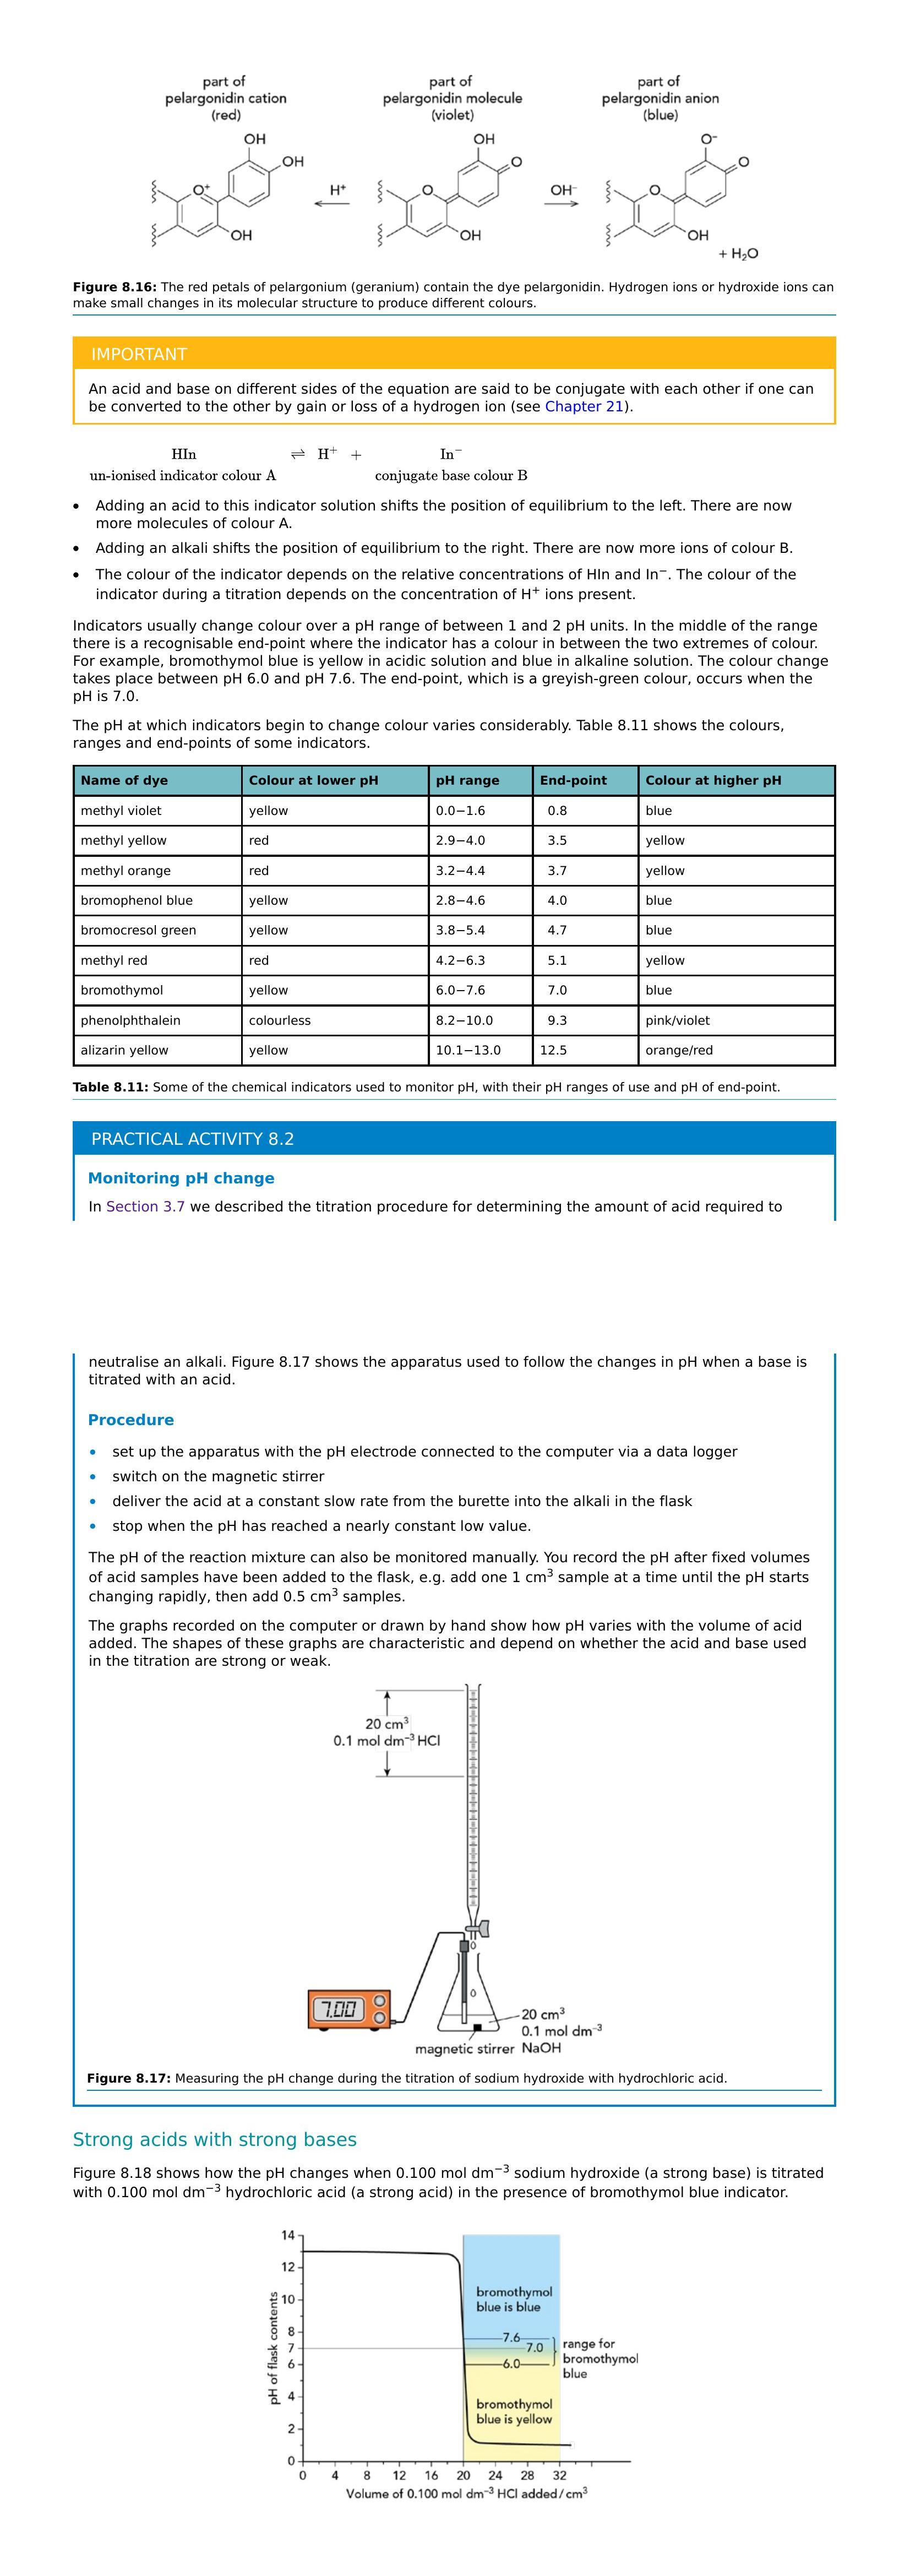 part of
pelargonidin cation
(red)
part of
pelargonidin molecule
(violet)
part of
pelargonidin anion
(blue)
OH
OH
O⁺
OH
H⁺
OH
O
O
OH
OH⁻
O⁻
O
O
OH
+ H₂O
Figure 8.16: The red petals of pelargonium (geranium) contain the dye pelargonidin. Hydrogen ions or hydroxide ions can
make small changes in its molecular structure to produce different colours.
IMPORTANT
An acid and base on different sides of the equation are said to be conjugate with each other if one can
be converted to the other by gain or loss of a hydrogen ion (see Chapter 21).
HIn ⇌ H⁺ + In⁻
un-ionised indicator colour A conjugate base colour B
• Adding an acid to this indicator solution shifts the position of equilibrium to the left. There are now
more molecules of colour A.
• Adding an alkali shifts the position of equilibrium to the right. There are now more ions of colour B.
• The colour of the indicator depends on the relative concentrations of HIn and In⁻. The colour of the
indicator during a titration depends on the concentration of H⁺ ions present.
Indicators usually change colour over a pH range of between 1 and 2 pH units. In the middle of the range
there is a recognisable end-point where the indicator has a colour in between the two extremes of colour.
For example, bromothymol blue is yellow in acidic solution and blue in alkaline solution. The colour change
takes place between pH 6.0 and pH 7.6. The end-point, which is a greyish-green colour, occurs when the
pH is 7.0.
The pH at which indicators begin to change colour varies considerably. Table 8.11 shows the colours,
ranges and end-points of some indicators.
Name of dye Colour at lower pH pH range End-point Colour at higher pH
methyl violet yellow 0.0−1.6 0.8 blue
methyl yellow red 2.9−4.0 3.5 yellow
methyl orange red 3.2−4.4 3.7 yellow
bromophenol blue yellow 2.8−4.6 4.0 blue
bromocresol green yellow 3.8−5.4 4.7 blue
methyl red red 4.2−6.3 5.1 yellow
bromothymol yellow 6.0−7.6 7.0 blue
phenolphthalein colourless 8.2−10.0 9.3 pink/violet
alizarin yellow yellow 10.1−13.0 12.5 orange/red
Table 8.11: Some of the chemical indicators used to monitor pH, with their pH ranges of use and pH of end-point.
PRACTICAL ACTIVITY 8.2
Monitoring pH change
In Section 3.7 we described the titration procedure for determining the amount of acid required to
neutralise an alkali. Figure 8.17 shows the apparatus used to follow the changes in pH when a base is
titrated with an acid.
Procedure
• set up the apparatus with the pH electrode connected to the computer via a data logger
• switch on the magnetic stirrer
• deliver the acid at a constant slow rate from the burette into the alkali in the flask
• stop when the pH has reached a nearly constant low value.
The pH of the reaction mixture can also be monitored manually. You record the pH after fixed volumes
of acid samples have been added to the flask, e.g. add one 1 cm³ sample at a time until the pH starts
changing rapidly, then add 0.5 cm³ samples.
The graphs recorded on the computer or drawn by hand show how pH varies with the volume of acid
added. The shapes of these graphs are characteristic and depend on whether the acid and base used
in the titration are strong or weak.
20 cm³
0.1 mol dm⁻³ HCl
7.00
20 cm³
0.1 mol dm⁻³
magnetic stirrer NaOH
Figure 8.17: Measuring the pH change during the titration of sodium hydroxide with hydrochloric acid.
Strong acids with strong bases
Figure 8.18 shows how the pH changes when 0.100 mol dm⁻³ sodium hydroxide (a strong base) is titrated
with 0.100 mol dm⁻³ hydrochloric acid (a strong acid) in the presence of bromothymol blue indicator.
pH of flask contents
14
12
10
8
7
6
4
2
0
bromothymol
blue is blue
7.6
7.0
6.0
range for
bromothymol
blue
bromothymol
blue is yellow
0 4 8 12 16 20 24 28 32
Volume of 0.100 mol dm⁻³ HCl added/cm³